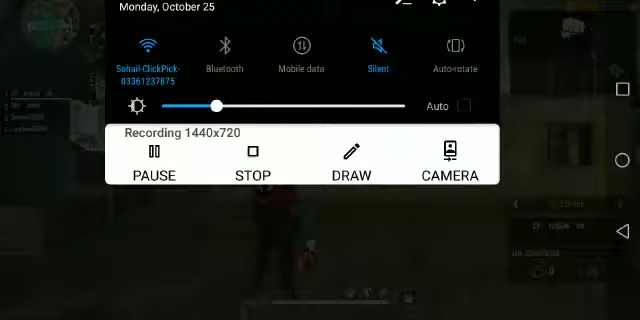 Monday, October 25
Sohail-ClickPick-
03361237875
Bluetooth
Mobile data
Silent
Auto-rotate
Auto
Recording 1440x720
PAUSE
STOP
DRAW
CAMERA